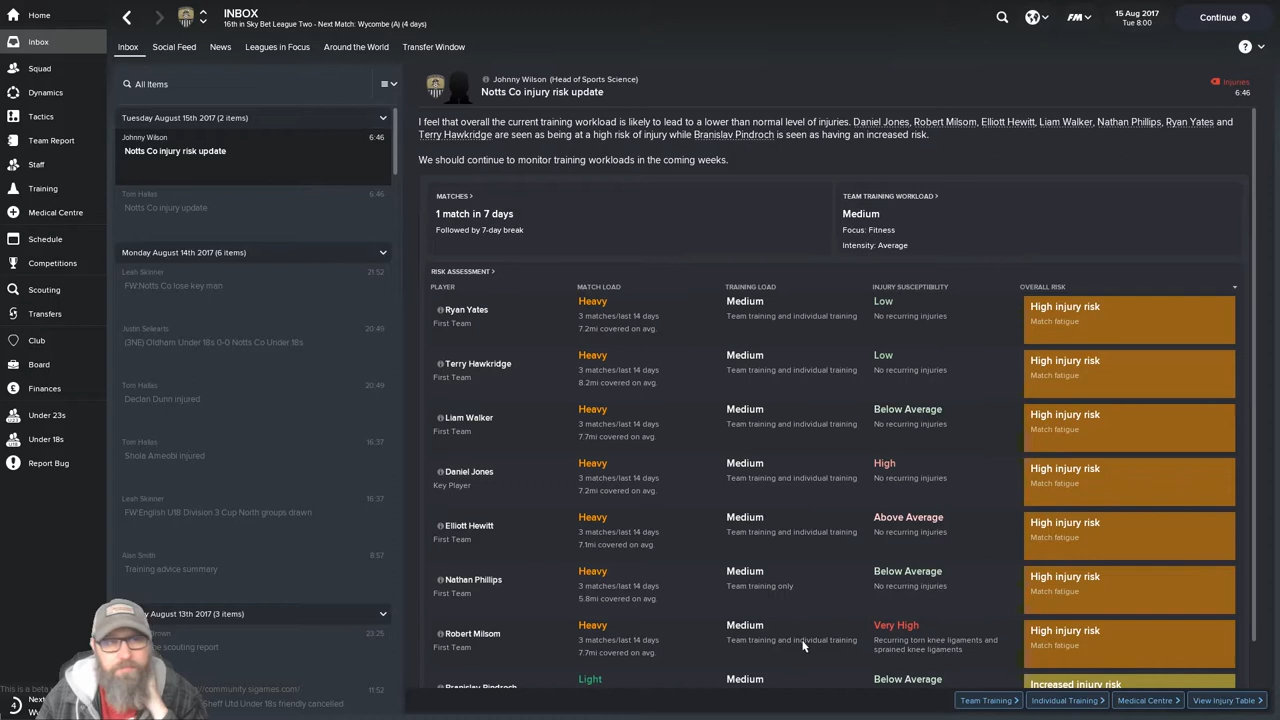 Home
INBOX
16th in Sky Bet League Two - Next Match: Wycombe (A) (4 days)
FM
15 Aug 2017
Tue 8:00
Continue
Inbox
Inbox
Social Feed
News
Leagues in Focus
Around the World
Transfer Window
?
Squad
Dynamics
Tactics
Team Report
Staff
Training
Medical Centre
Schedule
Competitions
Scouting
Transfers
Club
Board
Finances
Under 23s
Under 18s
Report Bug
All Items
Tuesday August 15th 2017 (2 items)
Johnny Wilson 6:46
Notts Co injury risk update
Tom Hallas 6:46
Notts Co injury update
Monday August 14th 2017 (6 items)
Leah Skinner 21:52
FW:Notts Co lose key man
20:49
(3NE) Oldham Under 18s 0-0 Notts Co Under 18s
Tom Hallas 20:49
Declan Dunn injured
Tom Hallas 16:37
Shola Ameobi injured
Leah Skinner 16:37
FW:English U18 Division 3 Cup North groups drawn
Alan Smith 8:57
Training advice summary
August 13th 2017 (3 items)
23:25
scouting report
This is a beta
community.sigames.com/
11:52
Sheff Utd Under 18s friendly cancelled
Johnny Wilson (Head of Sports Science)
Notts Co injury risk update
Injuries
6:46
I feel that overall the current training workload is likely to lead to a lower than normal level of injuries. Daniel Jones, Robert Milsom, Elliott Hewitt, Liam Walker, Nathan Phillips, Ryan Yates and
Terry Hawkridge are seen as being at a high risk of injury while Branislav Pindroch is seen as having an increased risk.
We should continue to monitor training workloads in the coming weeks.
MATCHES
1 match in 7 days
Followed by 7-day break
TEAM TRAINING WORKLOAD
Medium
Focus: Fitness
Intensity: Average
RISK ASSESSMENT
PLAYER MATCH LOAD TRAINING LOAD INJURY SUSCEPTIBILITY OVERALL RISK
Ryan Yates
First Team
Heavy
3 matches/last 14 days
7.2mi covered on avg.
Medium
Team training and individual training
Low
No recurring injuries
High injury risk
Match fatigue
Terry Hawkridge
First Team
Heavy
3 matches/last 14 days
8.2mi covered on avg.
Medium
Team training and individual training
Low
No recurring injuries
High injury risk
Match fatigue
Liam Walker
First Team
Heavy
3 matches/last 14 days
7.7mi covered on avg.
Medium
Team training and individual training
Below Average
No recurring injuries
High injury risk
Match fatigue
Daniel Jones
Key Player
Heavy
3 matches/last 14 days
7.2mi covered on avg.
Medium
Team training and individual training
High
No recurring injuries
High injury risk
Match fatigue
Elliott Hewitt
First Team
Heavy
3 matches/last 14 days
7.1mi covered on avg.
Medium
Team training and individual training
Above Average
No recurring injuries
High injury risk
Match fatigue
Nathan Phillips
First Team
Heavy
3 matches/last 14 days
5.8mi covered on avg.
Medium
Team training only
Below Average
No recurring injuries
High injury risk
Match fatigue
Robert Milsom
First Team
Heavy
3 matches/last 14 days
7.7mi covered on avg.
Medium
Team training and individual training
Very High
Recurring torn knee ligaments and
sprained knee ligaments
High injury risk
Match fatigue
Branislav Pindroch
Light
Medium
Below Average
Increased injury risk
Team Training
Individual Training
Medical Centre
View Injury Table